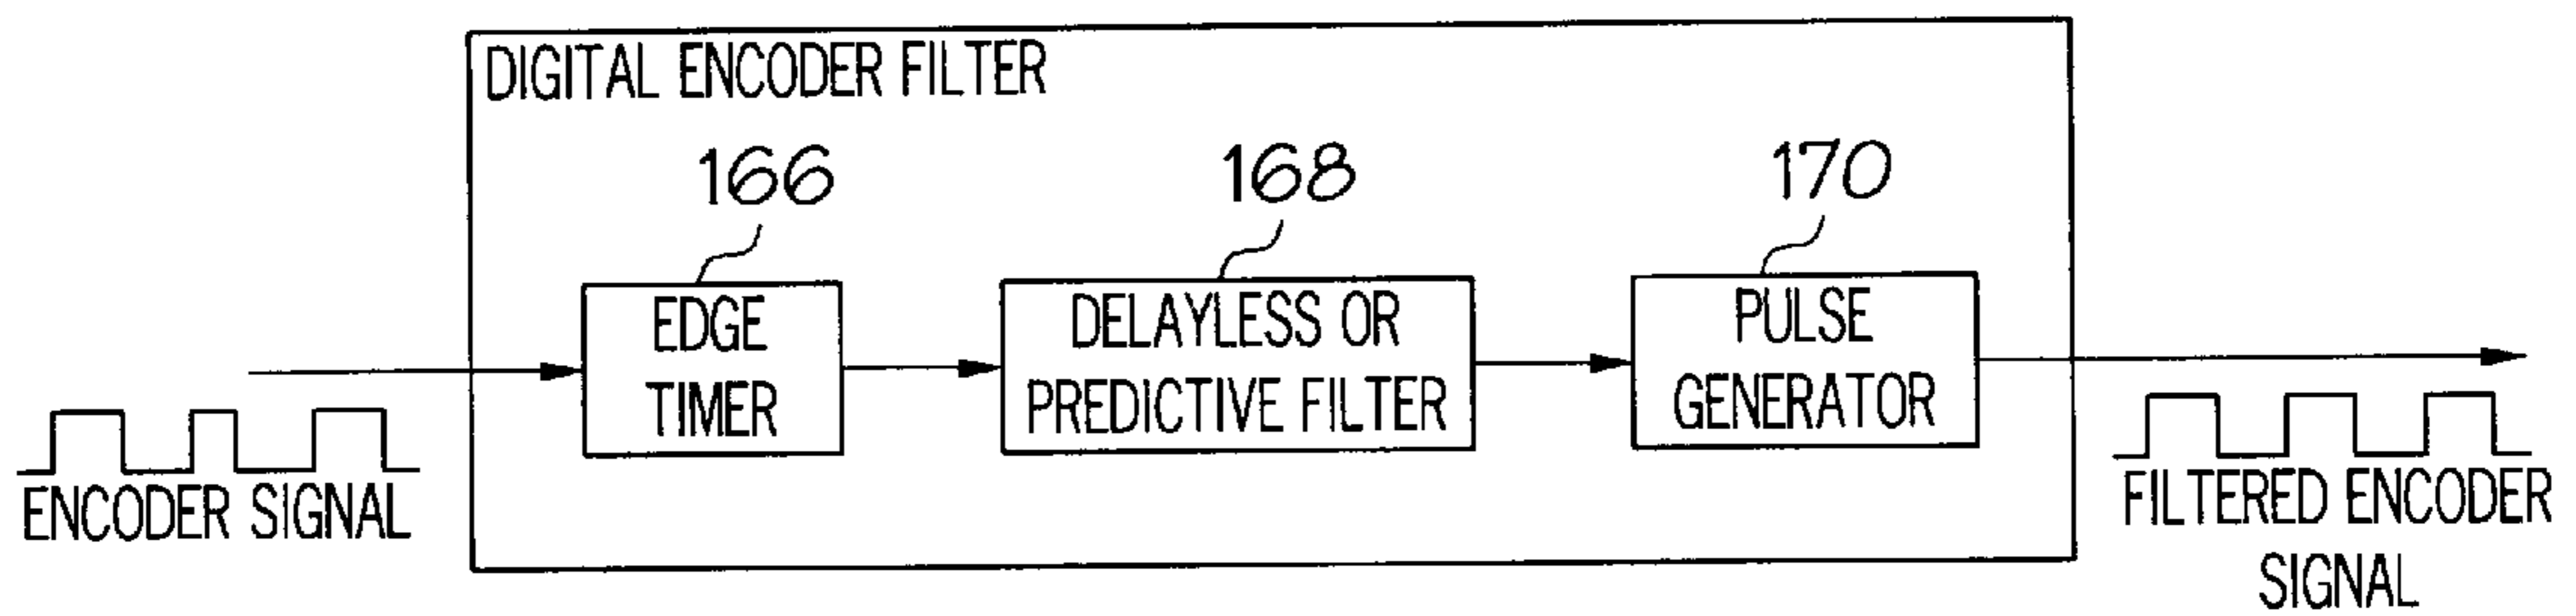 DIGITAL ENCODER FILTER
166
168
170
EDGE
TIMER
DELAYLESS OR
PREDICTIVE FILTER
PULSE
GENERATOR
ENCODER SIGNAL
FILTERED ENCODER
SIGNAL